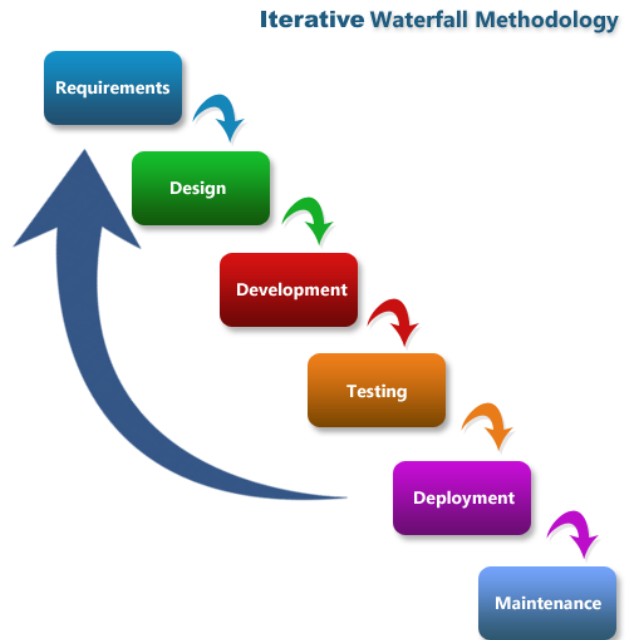 Iterative Waterfall Methodology
Requirements
Design
Development
Testing
Deployment
Maintenance